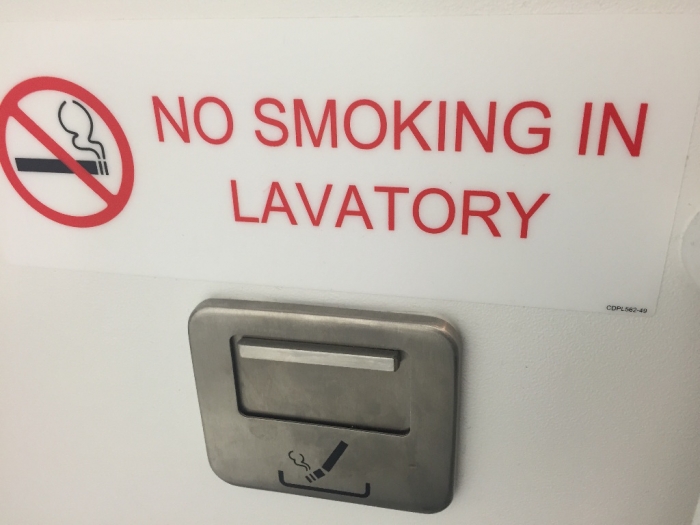 NO SMOKING IN
LAVATORY
CDPL562-49